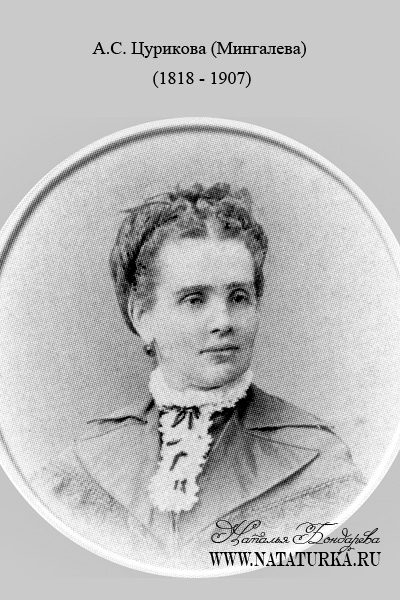 А.С. Цурикова (Мингалева)
(1818 - 1907)
Наталья Бондарева
WWW.NATATURKA.RU